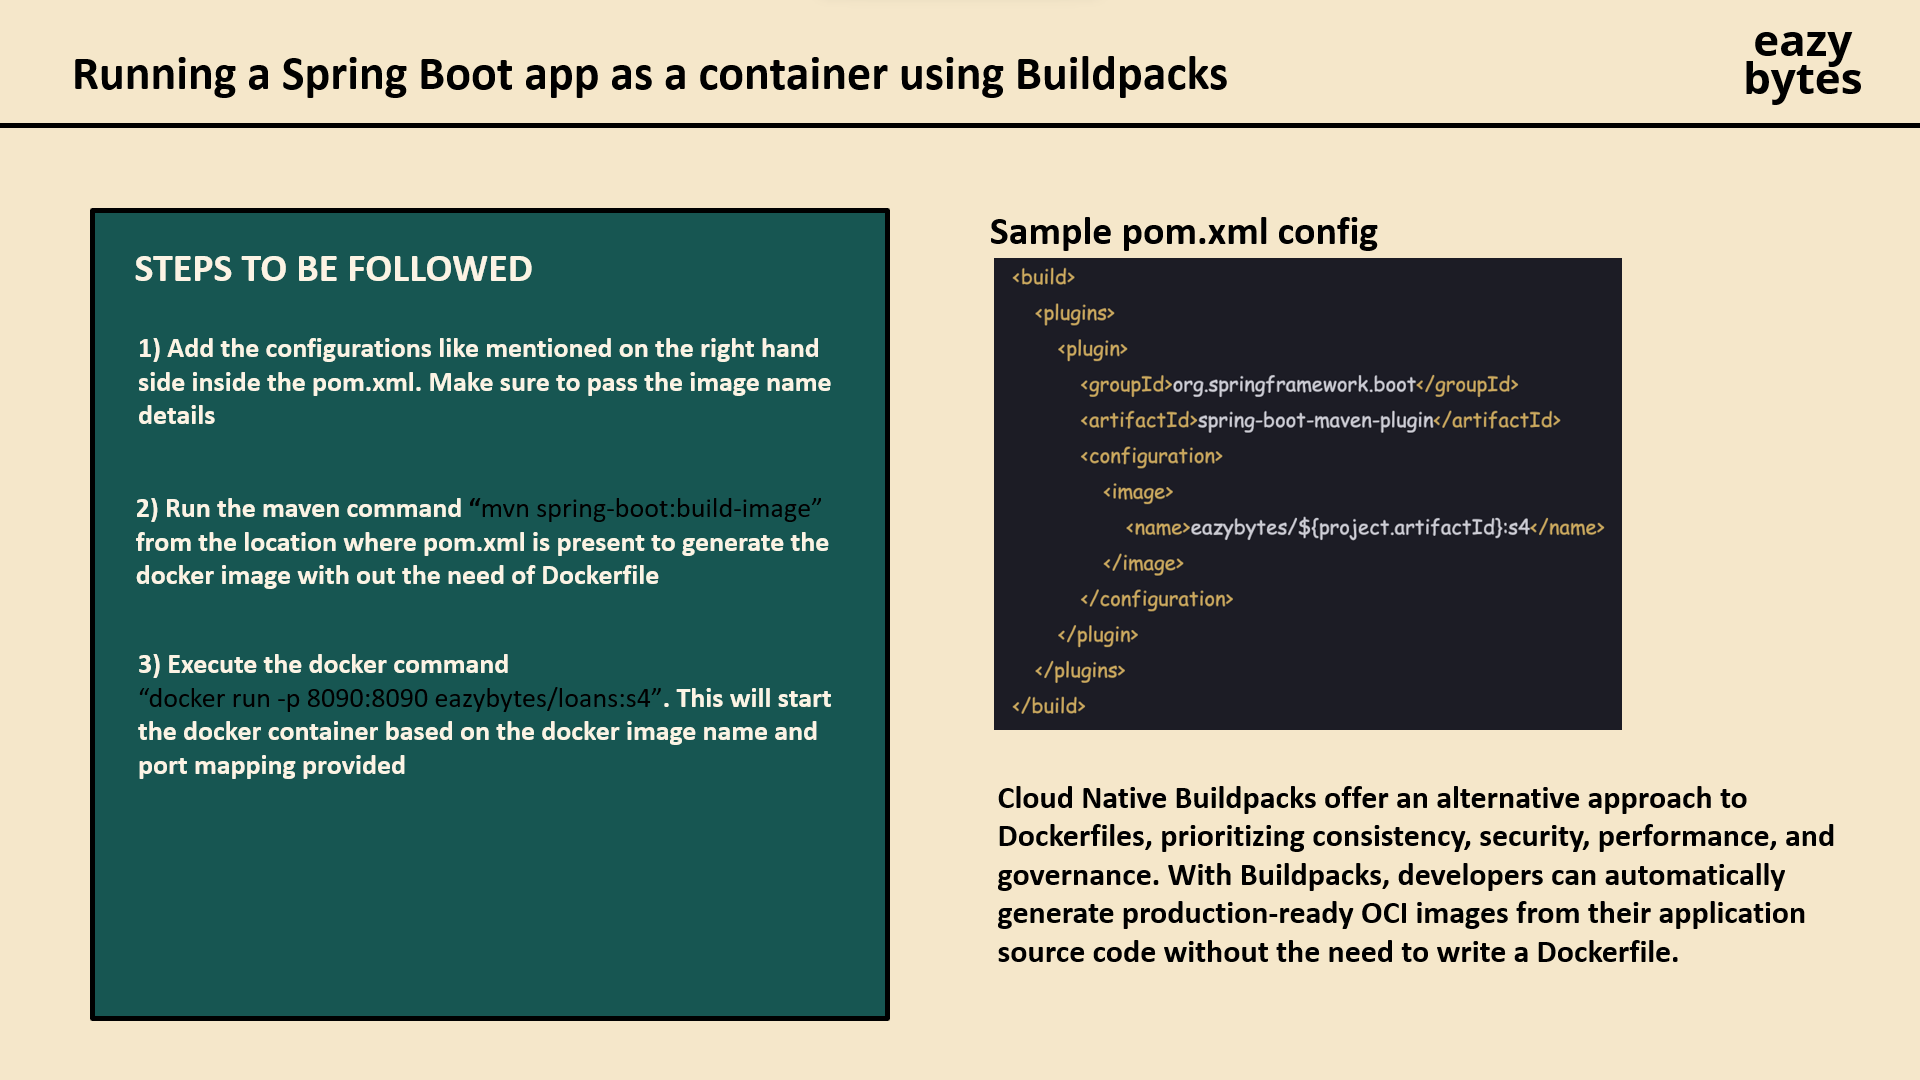 Running a Spring Boot app as a container using Buildpacks
eazy
bytes
STEPS TO BE FOLLOWED
1) Add the configurations like mentioned on the right hand
side inside the pom.xml. Make sure to pass the image name
details
2) Run the maven command “mvn spring-boot:build-image”
from the location where pom.xml is present to generate the
docker image with out the need of Dockerfile
3) Execute the docker command
“docker run -p 8090:8090 eazybytes/loans:s4”. This will start
the docker container based on the docker image name and
port mapping provided
Sample pom.xml config
<build>
<plugins>
<plugin>
<groupId>org.springframework.boot</groupId>
<artifactId>spring-boot-maven-plugin</artifactId>
<configuration>
<image>
<name>eazybytes/${project.artifactId}:s4</name>
</image>
</configuration>
</plugin>
</plugins>
</build>
Cloud Native Buildpacks offer an alternative approach to
Dockerfiles, prioritizing consistency, security, performance, and
governance. With Buildpacks, developers can automatically
generate production-ready OCI images from their application
source code without the need to write a Dockerfile.